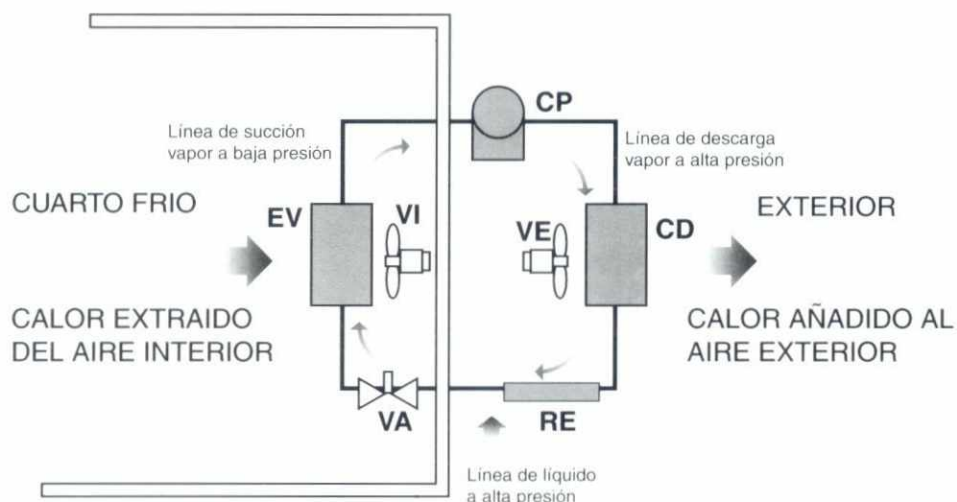 CP
Línea de succión
vapor a baja presión
Línea de descarga
vapor a alta presión
CUARTO FRIO
EV
VI
VE
CD
EXTERIOR
CALOR EXTRAIDO
DEL AIRE INTERIOR
CALOR AÑADIDO AL
AIRE EXTERIOR
VA
RE
Línea de líquido
a alta presión